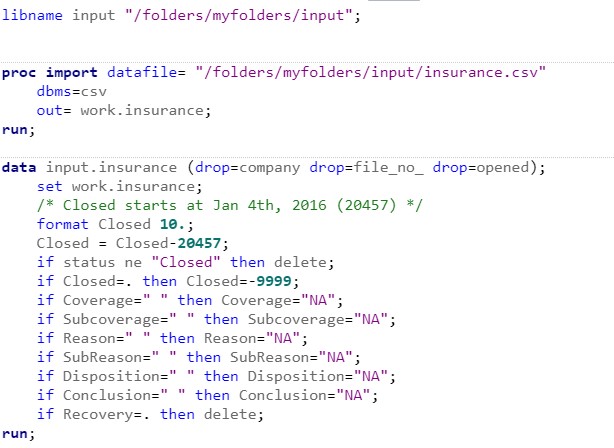 libname input "/folders/myfolders/input";
proc import datafile= "/folders/myfolders/input/insurance.csv"
dbms=csv
out= work.insurance;
run;
data input.insurance (drop=company drop=file_no_ drop=opened);
set work.insurance;
/* Closed starts at Jan 4th, 2016 (20457) */
format Closed 10.;
Closed = Closed-20457;
if status ne "Closed" then delete;
if Closed=. then Closed=-9999;
if Coverage=" " then Coverage="NA";
if Subcoverage=" " then Subcoverage="NA";
if Reason=" " then Reason="NA";
if SubReason=" " then SubReason="NA";
if Disposition=" " then Disposition="NA";
if Conclusion=" " then Conclusion="NA";
if Recovery=. then delete;
run;